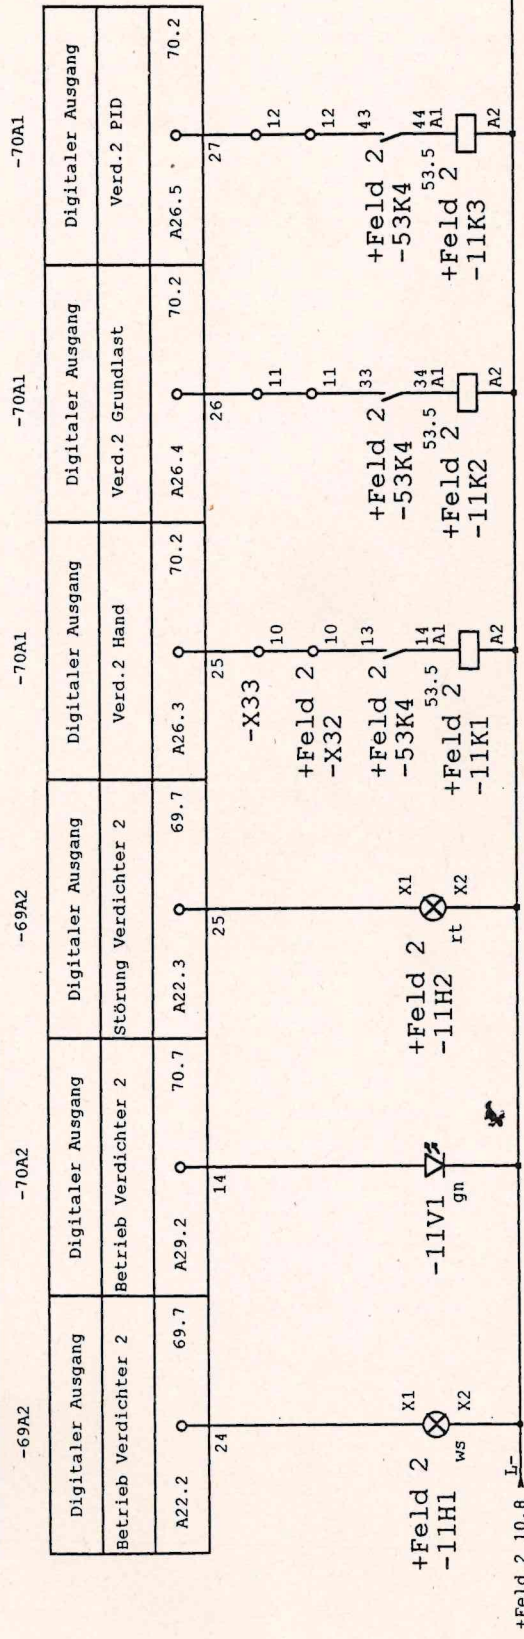 -69A2
Digitaler Ausgang
Betrieb Verdichter 2
A22.2 69.7
24
X1
+Feld 2
-11H1
X2
ws
-70A2
Digitaler Ausgang
Betrieb Verdichter 2
A29.2 70.7
14
-11V1
gn
-69A2
Digitaler Ausgang
Störung Verdichter 2
A22.3 69.7
25
X1
+Feld 2
-11H2
X2
rt
-70A1
Digitaler Ausgang
Verd.2 Hand
A26.3 70.2
25
-X33 10
+Feld 2 10
-X32
13
+Feld 2
-53K4
14
53.5 A1
+Feld 2
-11K1
A2
-70A1
Digitaler Ausgang
Verd.2 Grundlast
A26.4 70.2
26
11
11
33
+Feld 2
-53K4
34
53.5 A1
+Feld 2
-11K2
A2
-70A1
Digitaler Ausgang
Verd.2 PID
A26.5 70.2
27
12
12
43
+Feld 2
-53K4
44
53.5 A1
+Feld 2
-11K3
A2
+Feld 2 10.8 L-